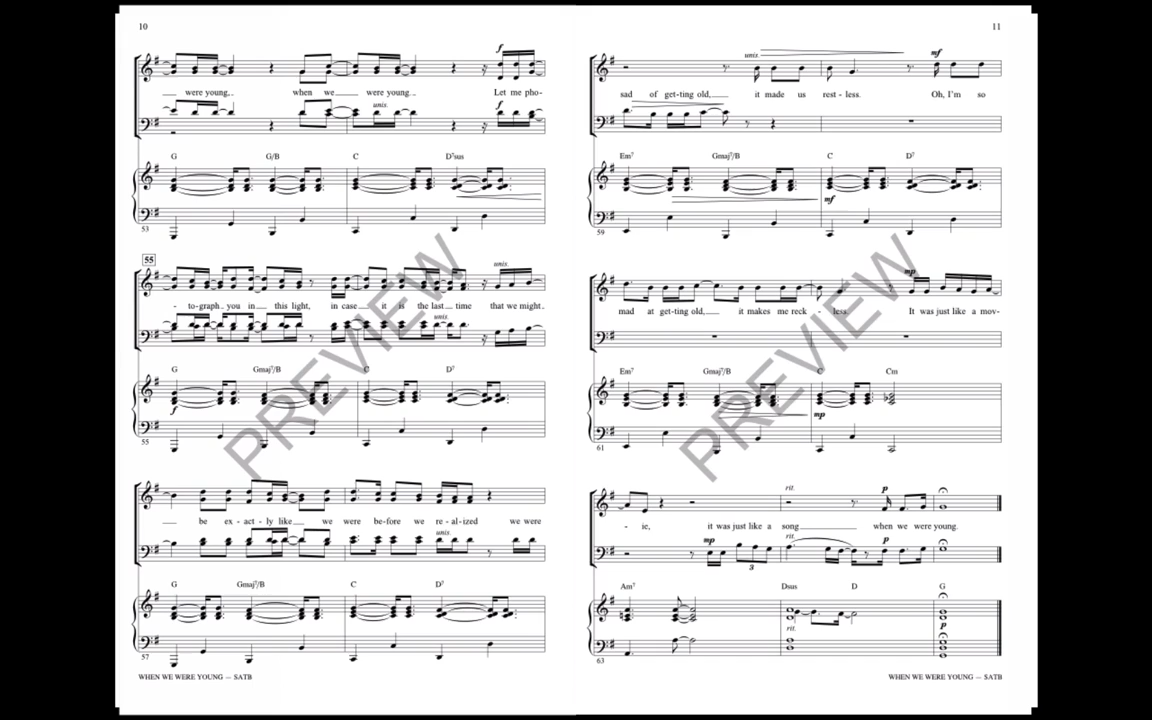 10
f
were young. when we were young. Let me pho-
unis.
f
G G/B C D7sus
53
55
unis.
- to-graph you in this light, in case it is the last time that we might
unis.
G Gmaj7/B C D7
f
55
be ex - act - ly like we were be-fore we re - al-ized we were
unis.
G Gmaj7/B C D7
57
WHEN WE WERE YOUNG — SATB
PREVIEW
11
unis. mf
sad of get-ting old, it made us rest - less. Oh, I'm so
Em7 Gmaj7/B C D7
mf
59
mp
mad at get-ting old, it makes me reck - less. It was just like a mov-
Em7 Gmaj7/B C Cm
mp
61
rit. p
- ie, it was just like a song when we were young.
mp rit. p
3
Am7 Dsus D G
rit. p
63
WHEN WE WERE YOUNG — SATB
PREVIEW